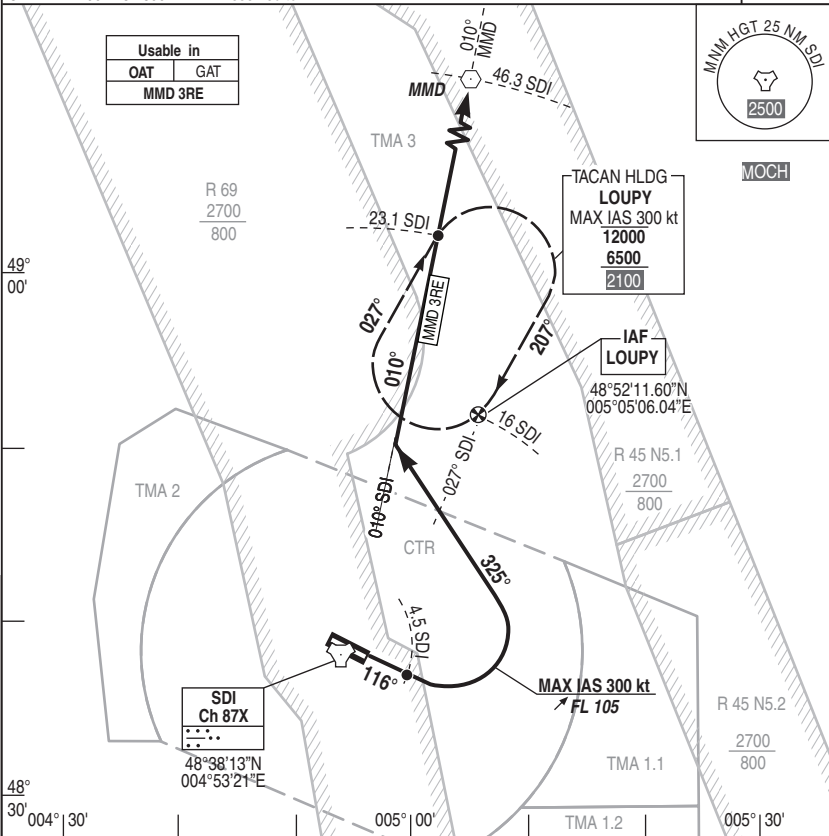 Usable in
OAT GAT
MMD 3RE
010°
MMD
46.3 SDI
MMD
MNM HGT 25 NM SDI
2500
MOCH
TMA 3
R 69
2700
800
TACAN HLDG
LOUPY
MAX IAS 300 kt
12000
6500
2100
23.1 SDI
49°
00'
027°
MMD 3RE
010°
207°
IAF
LOUPY
48°52'11.60"N
005°05'06.04"E
16 SDI
027° SDI
R 45 N5.1
2700
800
TMA 2
010° SDI
CTR
325°
4.5 SDI
116°
MAX IAS 300 kt
FL 105
SDI
Ch 87X
48°38'13"N
004°53'21"E
R 45 N5.2
2700
800
TMA 1.1
TMA 1.2
48°
30'
004°30'
005°00'
005°30'